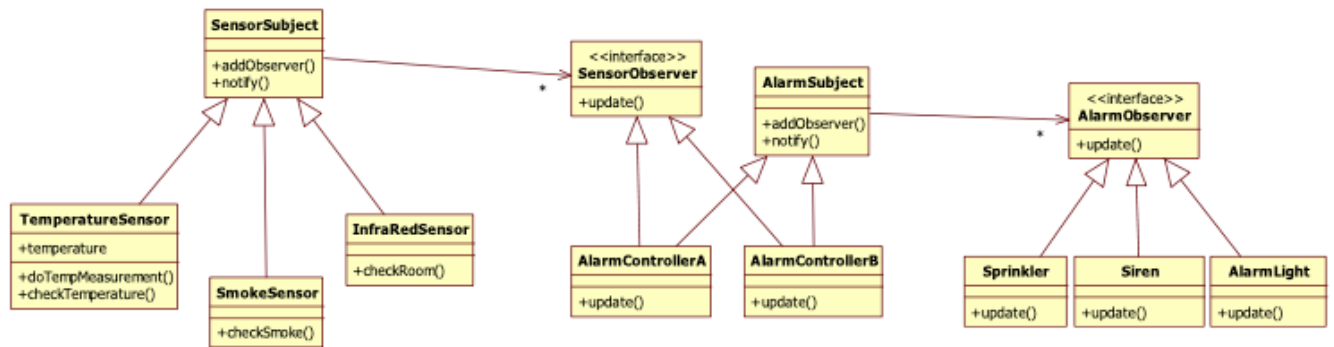 SensorSubject
+addObserver()
+notify()
*
<<interface>>
SensorObserver
+update()
AlarmSubject
+addObserver()
+notify()
*
<<interface>>
AlarmObserver
+update()
TemperatureSensor
+temperature
+doTempMeasurement()
+checkTemperature()
SmokeSensor
+checkSmoke()
InfraRedSensor
+checkRoom()
AlarmControllerA
+update()
AlarmControllerB
+update()
Sprinkler
+update()
Siren
+update()
AlarmLight
+update()